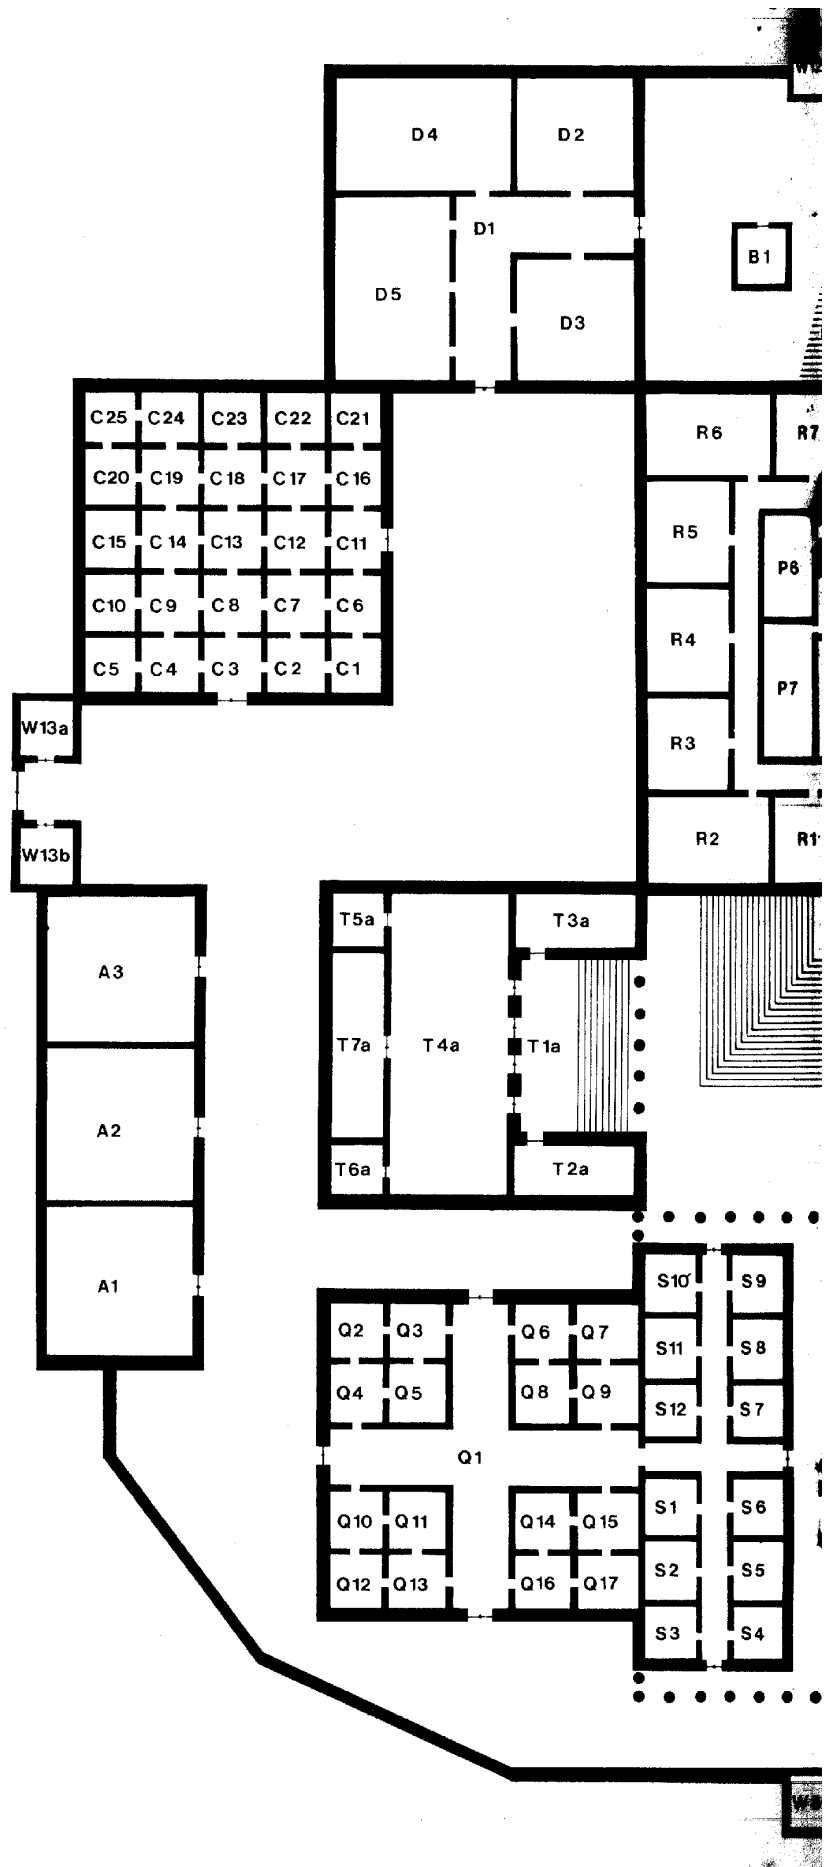 D4 D2
D1
B1
D5
D3
C25 C24 C23 C22 C21
R6 R7
C20 C19 C18 C17 C16
R5
C15 C14 C13 C12 C11
P6
C10 C9 C8 C7 C6
R4
C5 C4 C3 C2 C1
P7
W13a
R3
W13b
R2 R1
T5a T3a
A3
T7a T4a T1a
A2
T6a T2a
S10 S9
A1
Q2 Q3 Q6 Q7
S11 S8
Q4 Q5 Q8 Q9
S12 S7
Q1
S1 S6
Q10 Q11 Q14 Q15
S2 S5
Q12 Q13 Q16 Q17
S3 S4